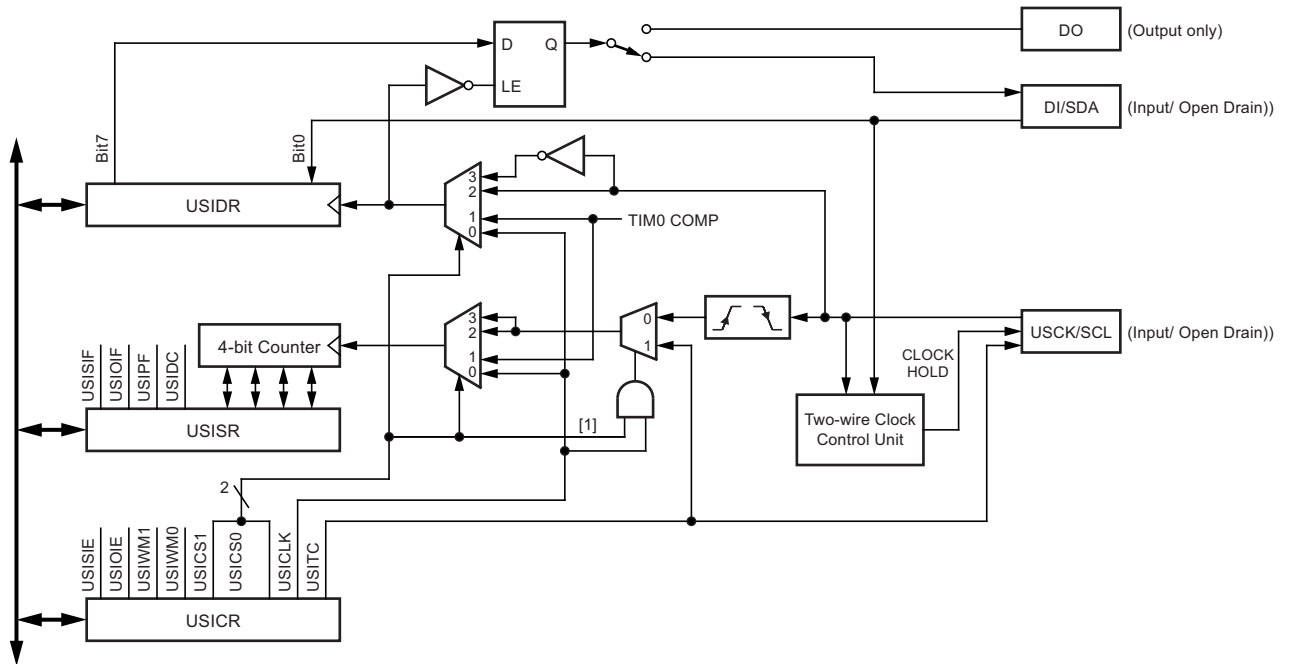 D Q
LE
DO (Output only)
DI/SDA (Input/ Open Drain))
Bit7
Bit0
USIDR
3
2
1
0
TIM0 COMP
3
2
1
0
0
1
4-bit Counter
USCK/SCL (Input/ Open Drain))
CLOCK
HOLD
Two-wire Clock
Control Unit
USISIF
USIOIF
USIPF
USIDC
USISR
[1]
2
USISIE
USIOIE
USIWM1
USIWM0
USICS1
USICS0
USICLK
USITC
USICR